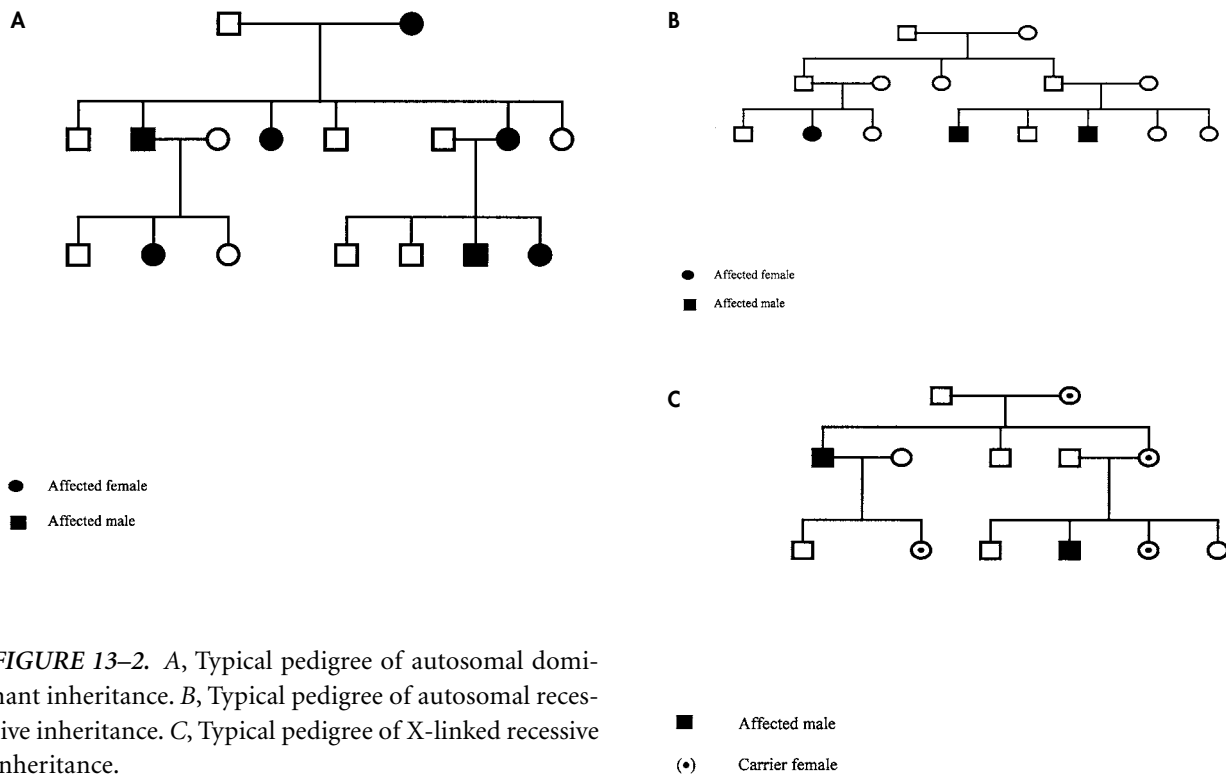 A
Affected female
Affected male
B
Affected female
Affected male
C
Affected male
Carrier female
FIGURE 13–2. A, Typical pedigree of autosomal domi-
nant inheritance. B, Typical pedigree of autosomal reces-
sive inheritance. C, Typical pedigree of X-linked recessive
inheritance.